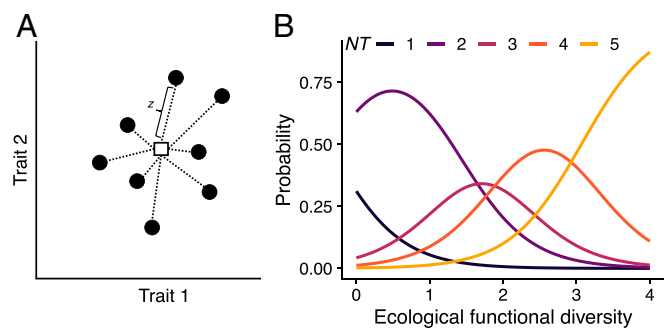 A
Trait 2
z
Trait 1
B
NT 1 2 3 4 5
Probability
0.75
0.50
0.25
0.00
0 1 2 3 4
Ecological functional diversity